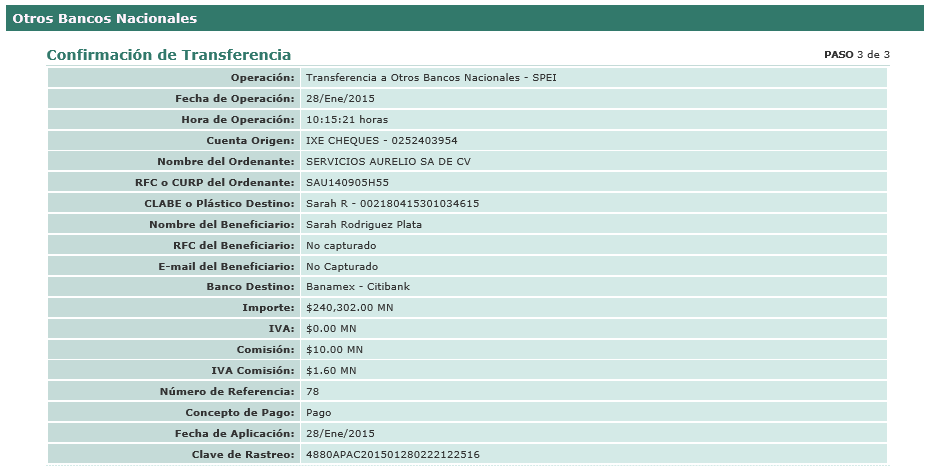 Otros Bancos Nacionales
Confirmación de Transferencia PASO 3 de 3
Operación: Transferencia a Otros Bancos Nacionales - SPEI
Fecha de Operación: 28/Ene/2015
Hora de Operación: 10:15:21 horas
Cuenta Origen: IXE CHEQUES - 0252403954
Nombre del Ordenante: SERVICIOS AURELIO SA DE CV
RFC o CURP del Ordenante: SAU140905H55
CLABE o Plástico Destino: Sarah R - 002180415301034615
Nombre del Beneficiario: Sarah Rodriguez Plata
RFC del Beneficiario: No capturado
E-mail del Beneficiario: No Capturado
Banco Destino: Banamex - Citibank
Importe: $240,302.00 MN
IVA: $0.00 MN
Comisión: $10.00 MN
IVA Comisión: $1.60 MN
Número de Referencia: 78
Concepto de Pago: Pago
Fecha de Aplicación: 28/Ene/2015
Clave de Rastreo: 4880APAC201501280222122516